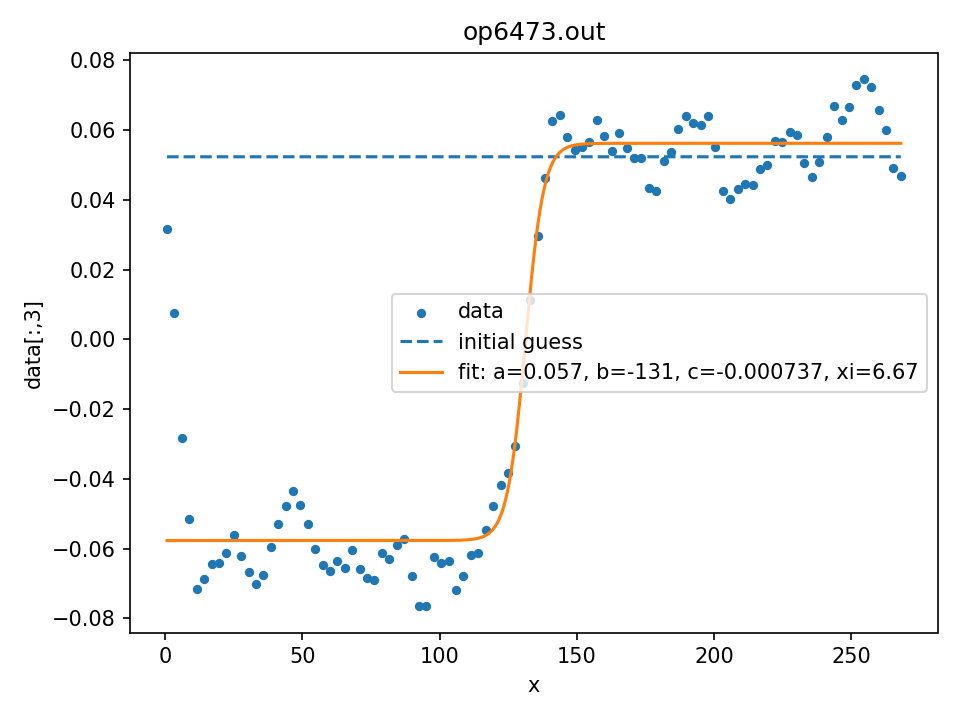 op6473.out
0.08
0.06
0.04
0.02
0.00
−0.02
−0.04
−0.06
−0.08
data[:,3]
data
initial guess
fit: a=0.057, b=-131, c=-0.000737, xi=6.67
0 50 100 150 200 250
x